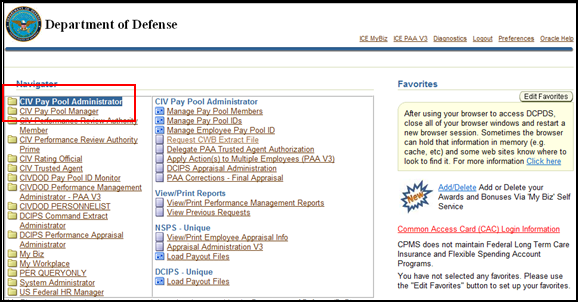 Department of Defense
ICE MyBiz ICE PAA V3 Diagnostics Logout Preferences Oracle Help
Navigator
CIV Pay Pool Administrator
CIV Pay Pool Manager
CIV Performance Review Authority
Member
CIV Performance Review Authority
Prime
CIV Rating Official
CIV Trusted Agent
CIVDOD Pay Pool ID Monitor
CIVDOD Performance Management
Administrator - PAA V3
CIVDOD PERSONNELIST
DCIPS Command Extract
Administrator
DCIPS Performance Appraisal
Administrator
My Biz
My Workplace
PER QUERYONLY
System Administrator
US Federal HR Manager
CIV Pay Pool Administrator
Manage Pay Pool Members
Manage Pay Pool IDs
Manage Employee Pay Pool ID
Request CWB Extract File
Delegate PAA Trusted Agent Authorization
Apply Action(s) to Multiple Employees (PAA V3)
DCIPS Appraisal Administration
PAA Corrections - Final Appraisal
View/Print Reports
View/Print Performance Management Reports
View Previous Requests
NSPS - Unique
View/Print Employee Appraisal Info
Appraisal Administration V3
Load Payout Files
DCIPS - Unique
Load Payout Files
Favorites
Edit Favorites
After using your browser to access DCPDS,
close all of your browser windows and restart a
new browser session. Sometimes the browser
can hold that information in memory (e.g.
cache, etc) and some web sites know where to
look to find it. For more information Click here
New
Add/Delete Add or Delete your
Awards and Bonuses Via 'My Biz' Self
Service
Common Access Card (CAC) Login Information
CPMS does not maintain Federal Long Term Care
Insurance and Flexible Spending Account
Programs.
You have not selected any favorites. Please use
the "Edit Favorites" button to set up your favorites.